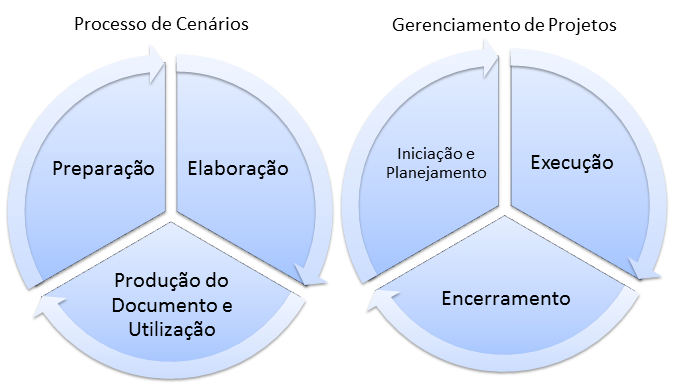 Processo de Cenários
Preparação
Elaboração
Produção do
Documento e
Utilização
Gerenciamento de Projetos
Iniciação e
Planejamento
Execução
Encerramento